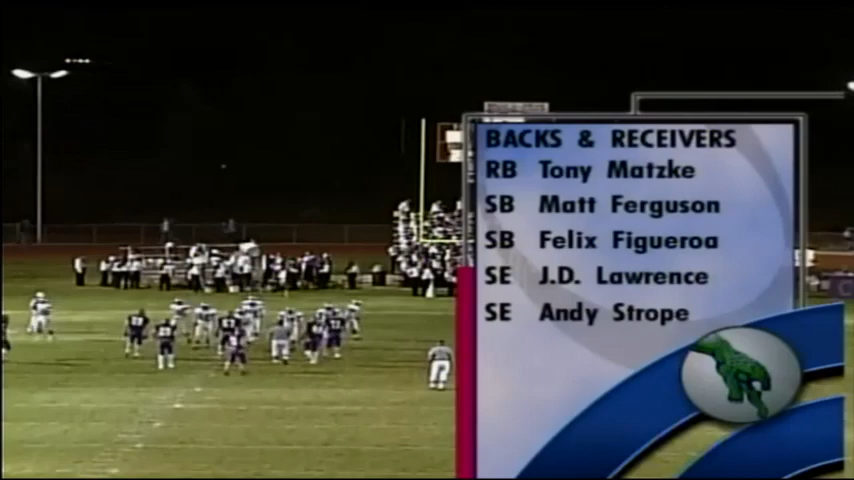 BACKS & RECEIVERS
RB Tony Matzke
SB Matt Ferguson
SB Felix Figueroa
SE J.D. Lawrence
SE Andy Strope